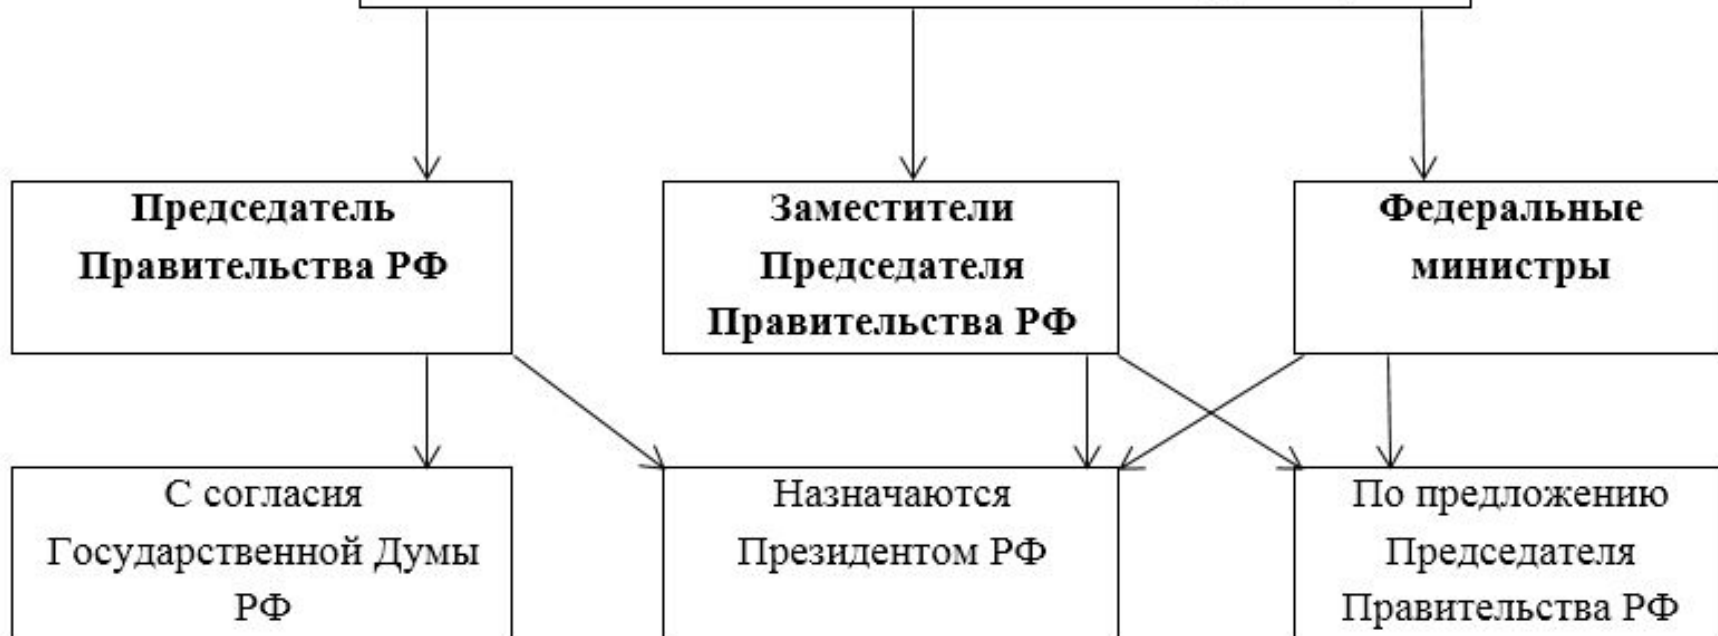 Председатель
Правительства РФ
Заместители
Председателя
Правительства РФ
Федеральные
министры
С согласия
Государственной Думы
РФ
Назначаются
Президентом РФ
По предложению
Председателя
Правительства РФ